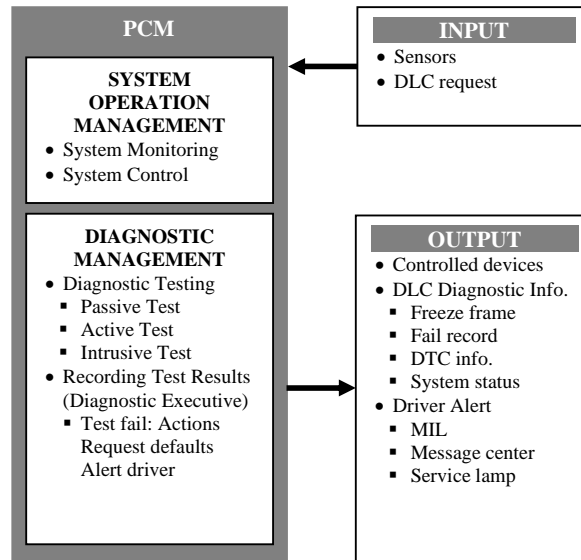 PCM
SYSTEM
OPERATION
MANAGEMENT
• System Monitoring
• System Control
DIAGNOSTIC
MANAGEMENT
• Diagnostic Testing
▪ Passive Test
▪ Active Test
▪ Intrusive Test
• Recording Test Results
(Diagnostic Executive)
▪ Test fail: Actions
Request defaults
Alert driver
INPUT
• Sensors
• DLC request
OUTPUT
• Controlled devices
• DLC Diagnostic Info.
▪ Freeze frame
▪ Fail record
▪ DTC info.
▪ System status
• Driver Alert
▪ MIL
▪ Message center
▪ Service lamp